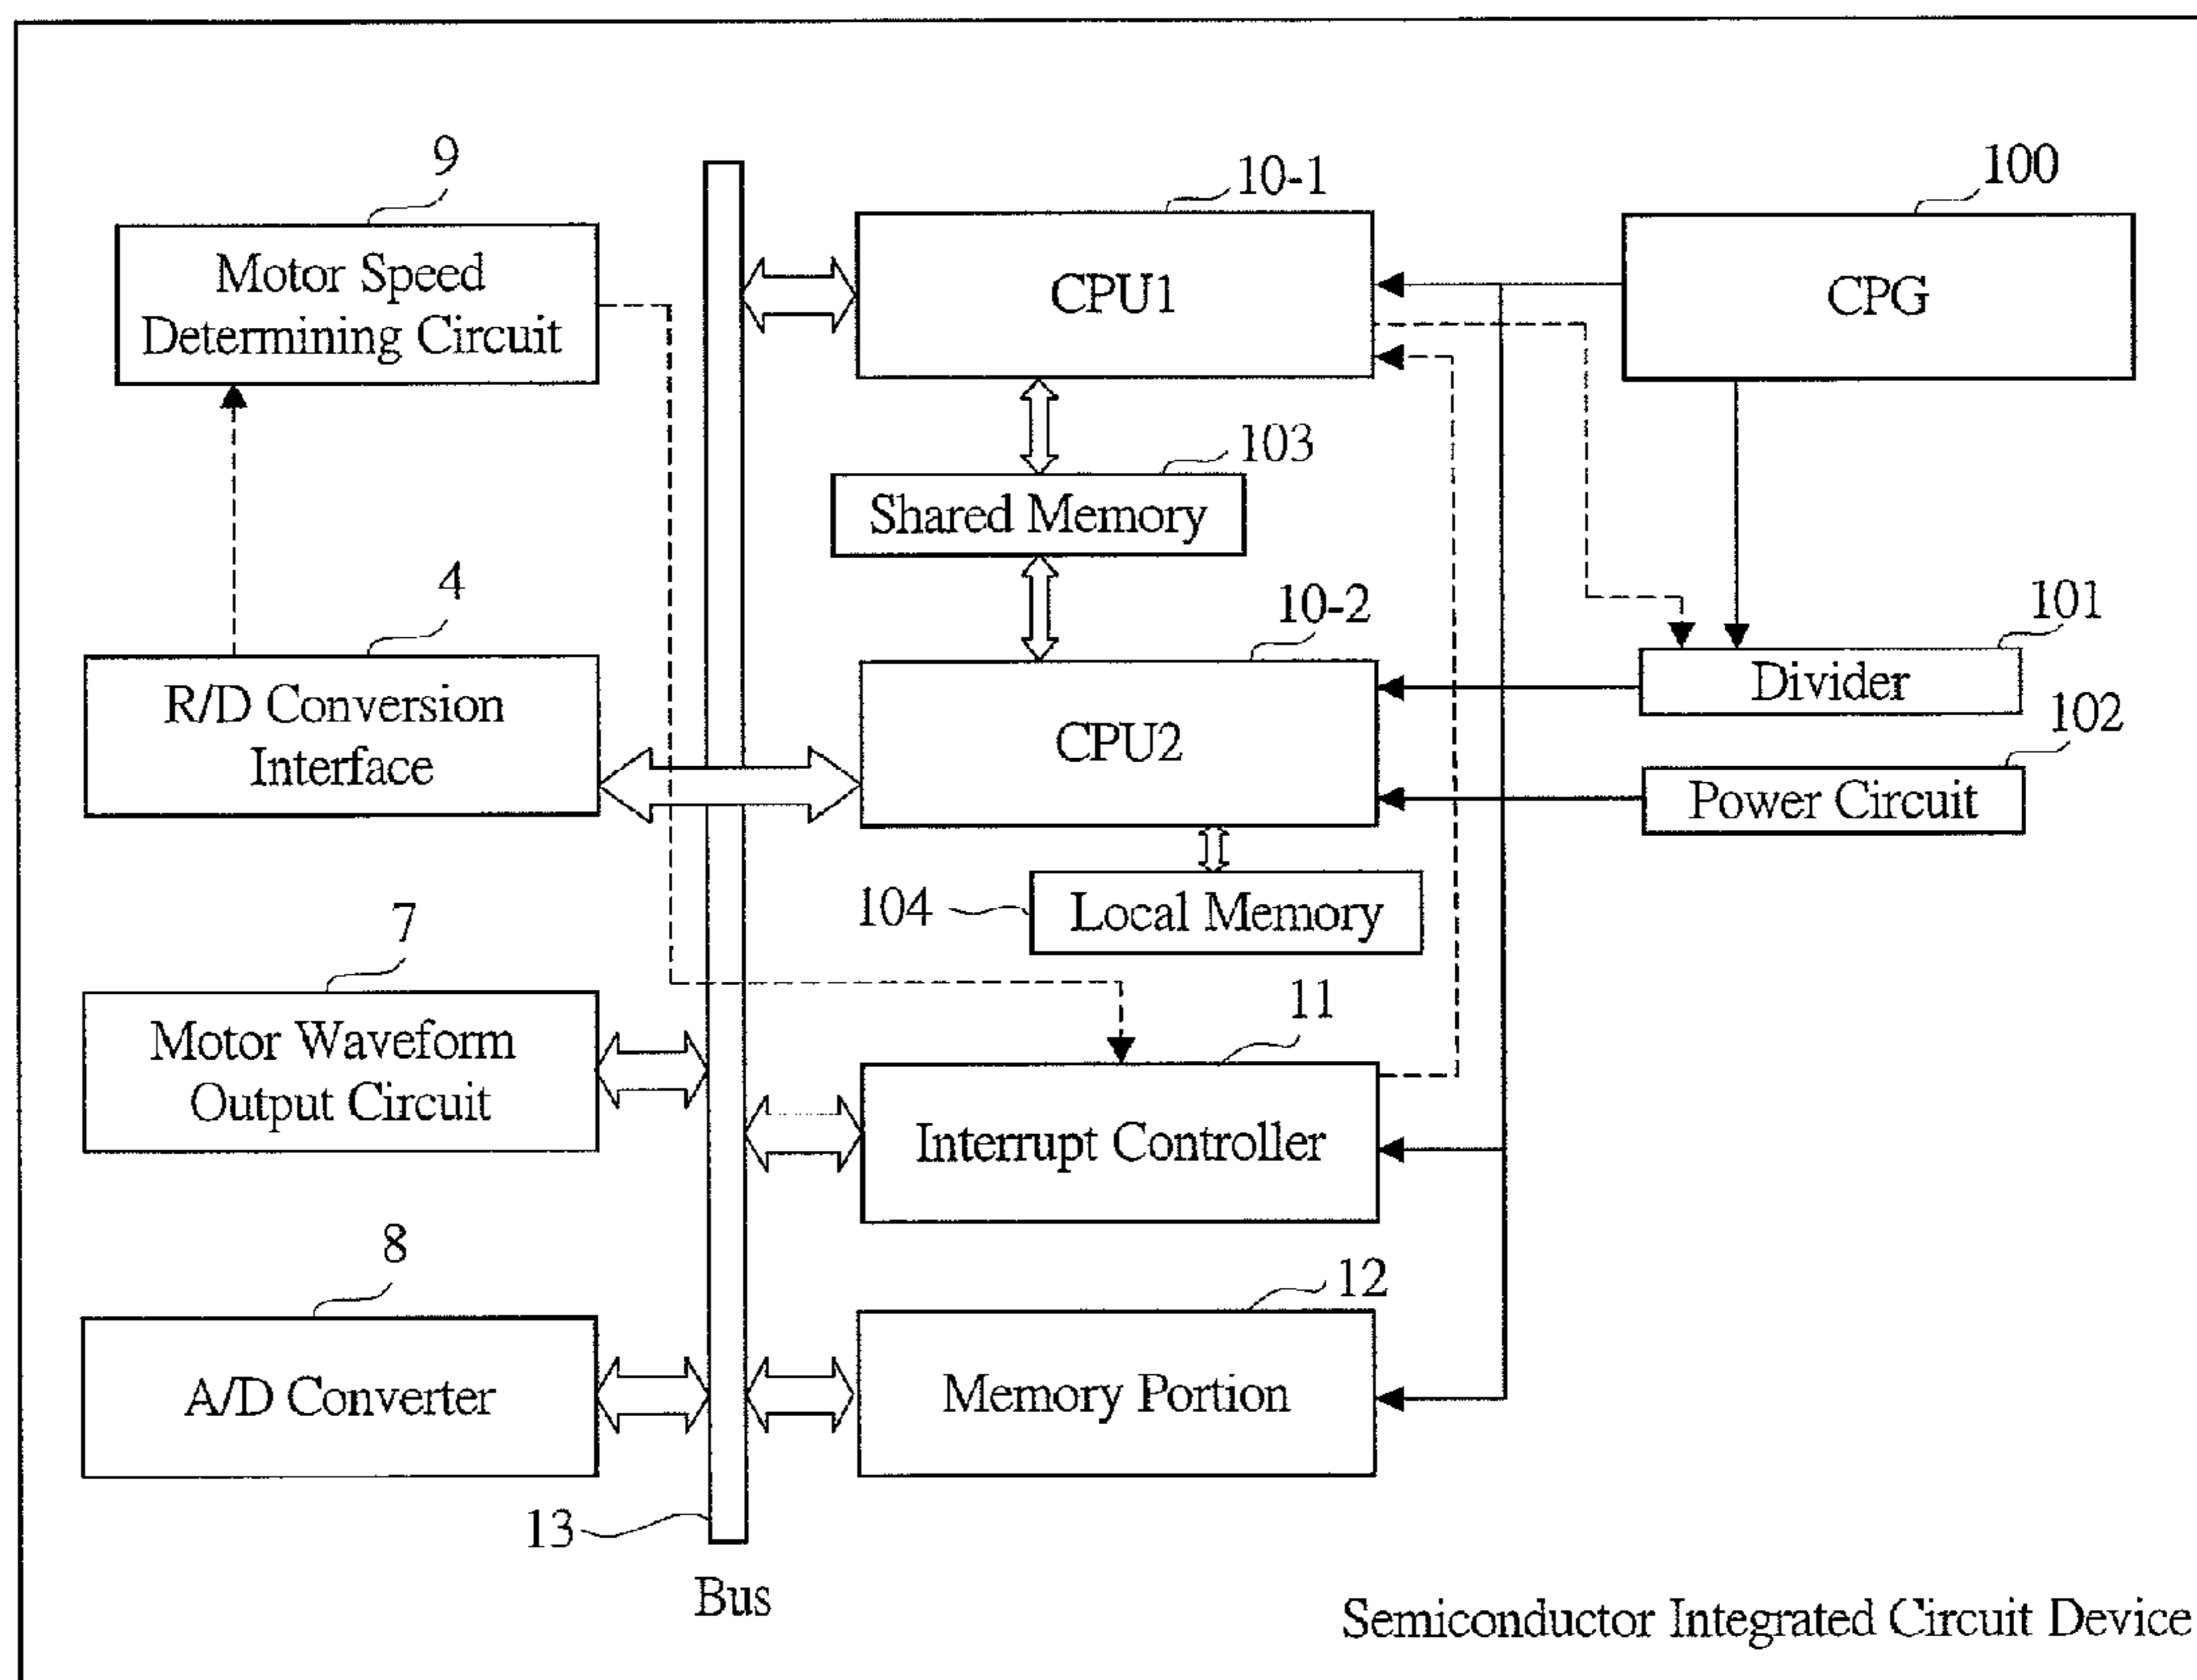 9
Motor Speed
Determining Circuit
10-1
CPU1
100
CPG
103
Shared Memory
4
R/D Conversion
Interface
10-2
CPU2
101
Divider
102
Power Circuit
104
Local Memory
7
Motor Waveform
Output Circuit
11
Interrupt Controller
8
A/D Converter
12
Memory Portion
13
Bus
Semiconductor Integrated Circuit Device